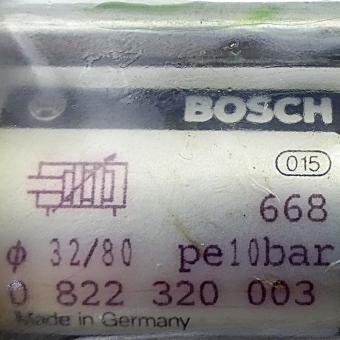 BOSCH
015
668
ϕ 32/80 pe10bar
0 822 320 003
Made in Germany